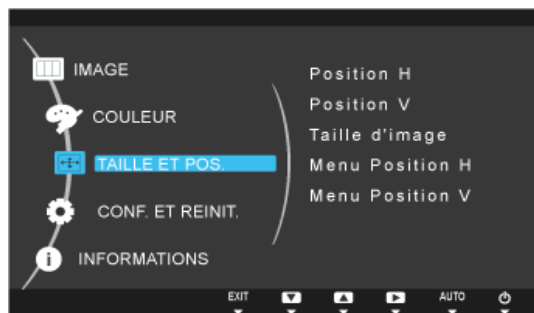 IMAGE
COULEUR
TAILLE ET POS.
CONF. ET REINIT.
INFORMATIONS
Position H
Position V
Taille d'image
Menu Position H
Menu Position V
EXIT AUTO